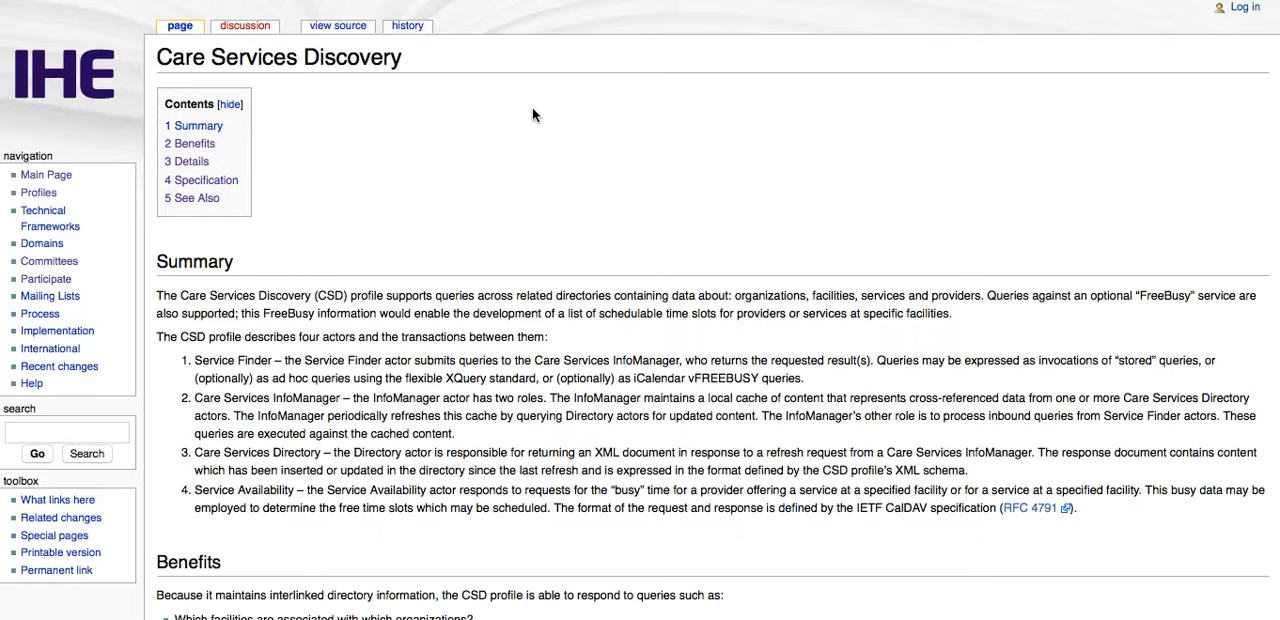 Log in
page discussion view source history
IHE
Care Services Discovery
Contents [hide]
1 Summary
2 Benefits
3 Details
4 Specification
5 See Also
navigation
Main Page
Profiles
Technical
Frameworks
Domains
Committees
Participate
Mailing Lists
Process
Implementation
International
Recent changes
Help
search
Go Search
toolbox
What links here
Related changes
Special pages
Printable version
Permanent link
Summary
The Care Services Discovery (CSD) profile supports queries across related directories containing data about: organizations, facilities, services and providers. Queries against an optional “FreeBusy” service are
also supported; this FreeBusy information would enable the development of a list of schedulable time slots for providers or services at specific facilities.
The CSD profile describes four actors and the transactions between them:
1. Service Finder – the Service Finder actor submits queries to the Care Services InfoManager, who returns the requested result(s). Queries may be expressed as invocations of “stored” queries, or
(optionally) as ad hoc queries using the flexible XQuery standard, or (optionally) as iCalendar vFREEBUSY queries.
2. Care Services InfoManager – the InfoManager actor has two roles. The InfoManager maintains a local cache of content that represents cross-referenced data from one or more Care Services Directory
actors. The InfoManager periodically refreshes this cache by querying Directory actors for updated content. The InfoManager’s other role is to process inbound queries from Service Finder actors. These
queries are executed against the cached content.
3. Care Services Directory – the Directory actor is responsible for returning an XML document in response to a refresh request from a Care Services InfoManager. The response document contains content
which has been inserted or updated in the directory since the last refresh and is expressed in the format defined by the CSD profile’s XML schema.
4. Service Availability – the Service Availability actor responds to requests for the “busy” time for a provider offering a service at a specified facility or for a service at a specified facility. This busy data may be
employed to determine the free time slots which may be scheduled. The format of the request and response is defined by the IETF CalDAV specification (RFC 4791).
Benefits
Because it maintains interlinked directory information, the CSD profile is able to respond to queries such as:
Which facilities are associated with which organizations?